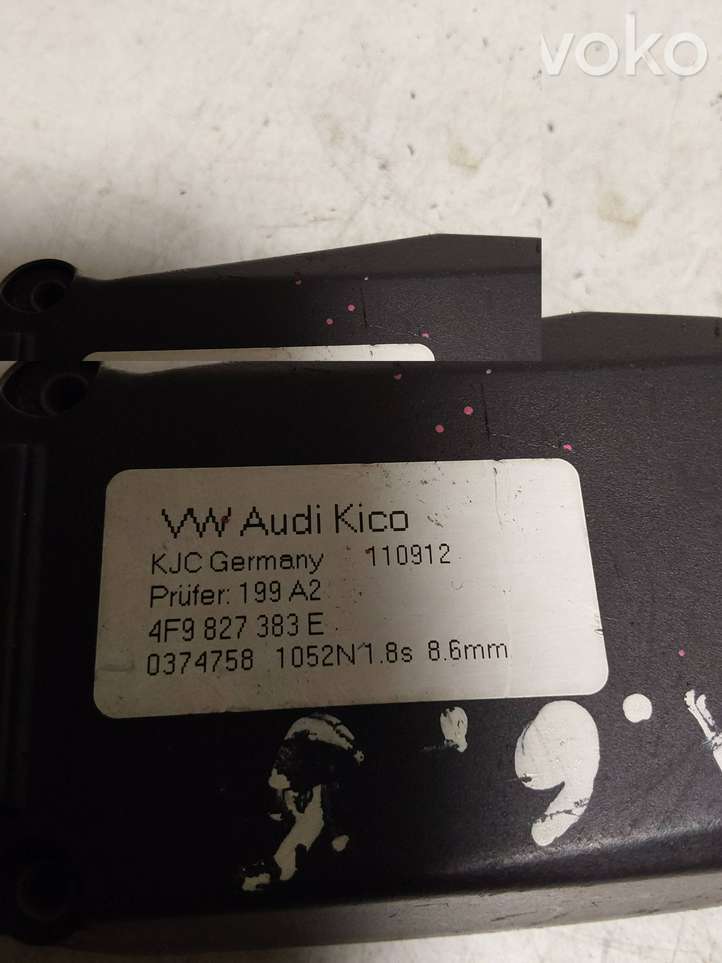 voko
VW Audi Kico
KJC Germany 110912
Prüfer: 199 A2
4F9 827 383 E
0374758 1052N 1.8s 8.6mm